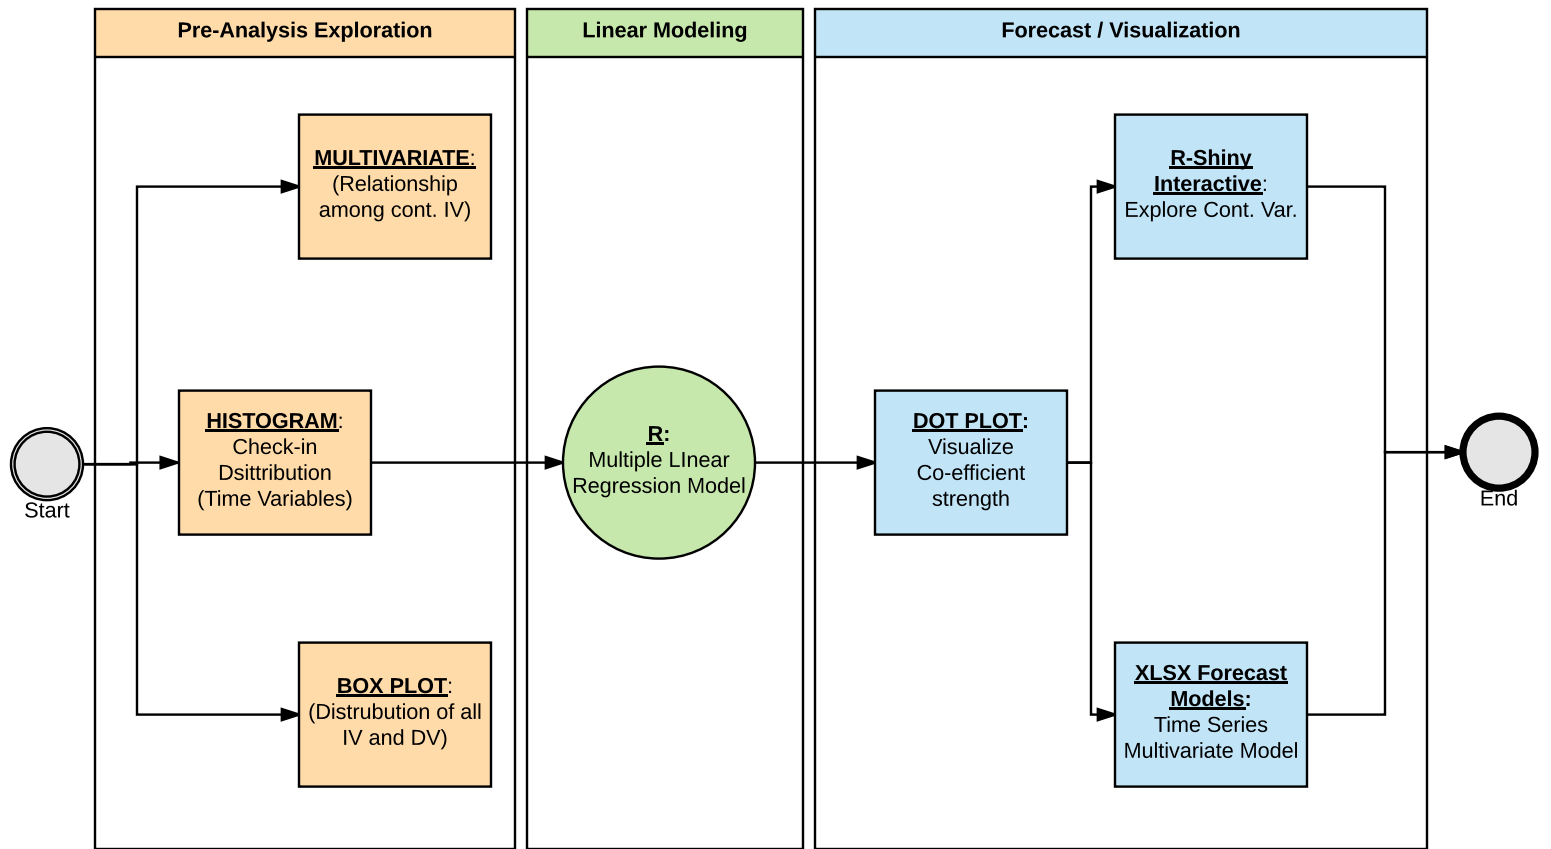 Pre-Analysis Exploration
Linear Modeling
Forecast / Visualization
Start
MULTIVARIATE:
(Relationship
among cont. IV)
HISTOGRAM:
Check-in
Dsittribution
(Time Variables)
BOX PLOT:
(Distrubution of all
IV and DV)
R:
Multiple LInear
Regression Model
DOT PLOT:
Visualize
Co-efficient
strength
R-Shiny
Interactive:
Explore Cont. Var.
XLSX Forecast
Models:
Time Series
Multivariate Model
End